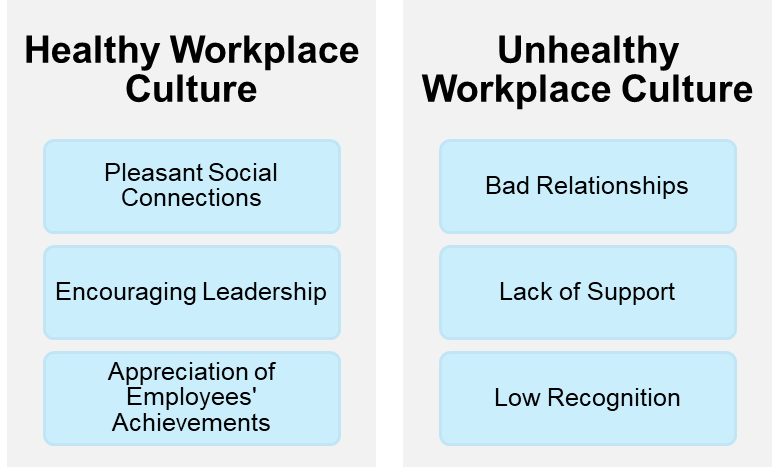 Healthy Workplace
Culture
Pleasant Social
Connections
Encouraging Leadership
Appreciation of
Employees'
Achievements
Unhealthy
Workplace Culture
Bad Relationships
Lack of Support
Low Recognition